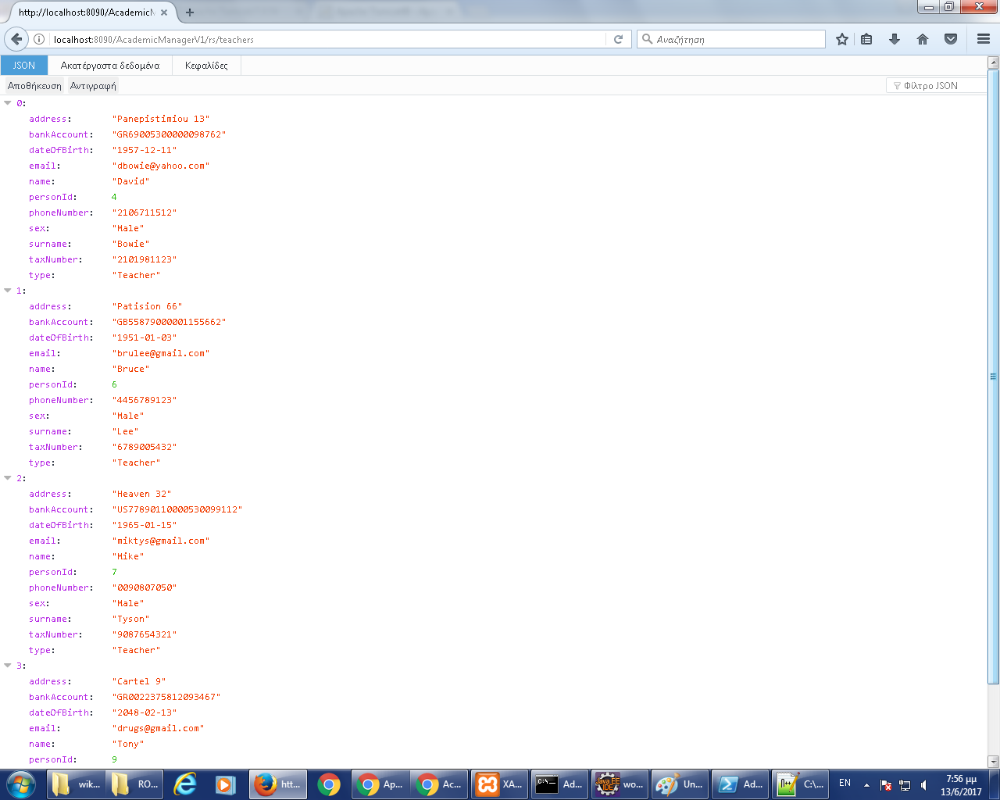 http://localhost:8090/AcademicM
localhost:8090/AcademicManagerV1/rs/teachers
Αναζήτηση
JSON Ακατέργαστα δεδομένα Κεφαλίδες
Αποθήκευση Αντιγραφή Φίλτρο JSON
0:
address: "Panepistimiou 13"
bankAccount: "GR69005300000098762"
dateOfBirth: "1957-12-11"
email: "dbowie@yahoo.com"
name: "David"
personId: 4
phoneNumber: "2106711512"
sex: "Male"
surname: "Bowie"
taxNumber: "2101981123"
type: "Teacher"
1:
address: "Patision 66"
bankAccount: "GB55879000001155662"
dateOfBirth: "1951-01-03"
email: "brulee@gmail.com"
name: "Bruce"
personId: 6
phoneNumber: "4456789123"
sex: "Male"
surname: "Lee"
taxNumber: "6789005432"
type: "Teacher"
2:
address: "Heaven 32"
bankAccount: "US77890110000530099112"
dateOfBirth: "1965-01-15"
email: "miktys@gmail.com"
name: "Mike"
personId: 7
phoneNumber: "0090807050"
sex: "Male"
surname: "Tyson"
taxNumber: "9087654321"
type: "Teacher"
3:
address: "Cartel 9"
bankAccount: "GR0022375812093467"
dateOfBirth: "2048-02-13"
email: "drugs@gmail.com"
name: "Tony"
personId: 9
wik... RO... htt... Ap... Ac... XA... Ad... wo... Un... Ad... C:\... EN 7:56 μμ
13/6/2017